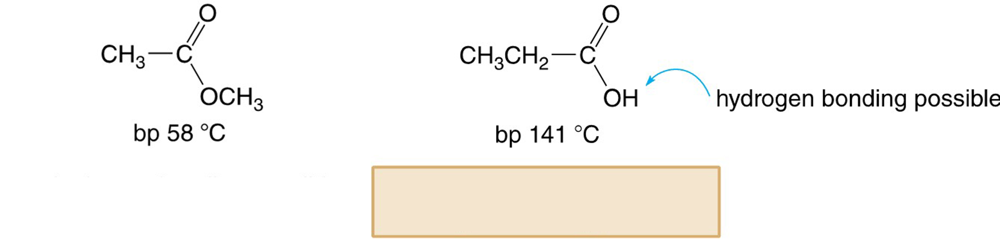 O
CH₃—C
OCH₃
bp 58 °C
O
CH₃CH₂—C
OH
hydrogen bonding possible
bp 141 °C